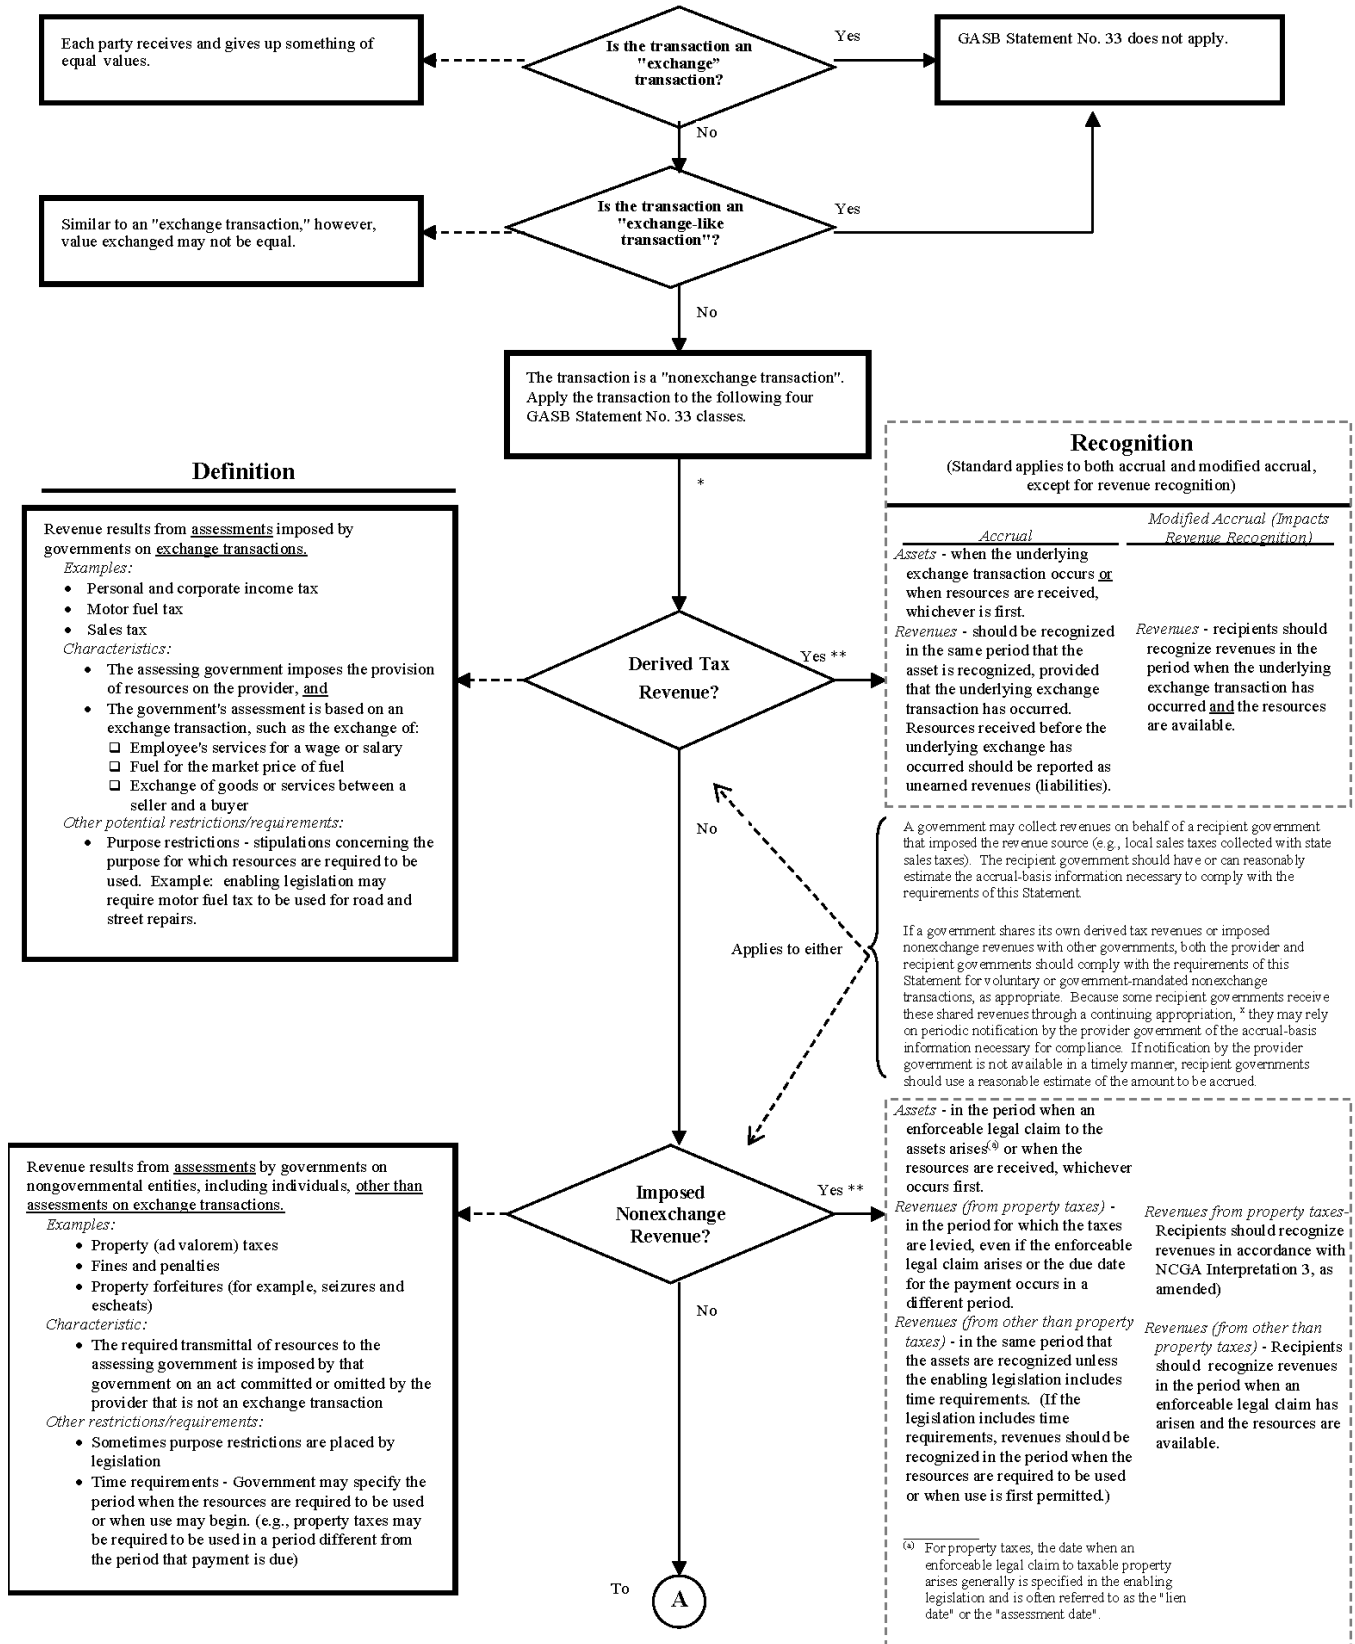 Each party receives and gives up something of
equal values.
Is the transaction an
"exchange"
transaction?
Yes
GASB Statement No. 33 does not apply.
No
Similar to an "exchange transaction," however,
value exchanged may not be equal.
Is the transaction an
"exchange-like
transaction"?
Yes
No
The transaction is a "nonexchange transaction".
Apply the transaction to the following four
GASB Statement No. 33 classes.
*
Definition
Revenue results from assessments imposed by
governments on exchange transactions.
Examples:
• Personal and corporate income tax
• Motor fuel tax
• Sales tax
Characteristics:
• The assessing government imposes the provision
of resources on the provider, and
• The government's assessment is based on an
exchange transaction, such as the exchange of:
❑ Employee's services for a wage or salary
❑ Fuel for the market price of fuel
❑ Exchange of goods or services between a
seller and a buyer
Other potential restrictions/requirements:
• Purpose restrictions - stipulations concerning the
purpose for which resources are required to be
used. Example: enabling legislation may
require motor fuel tax to be used for road and
street repairs.
Derived Tax
Revenue?
Yes **
No
Recognition
(Standard applies to both accrual and modified accrual,
except for revenue recognition)
Accrual
Modified Accrual (Impacts
Revenue Recognition)
Assets - when the underlying
exchange transaction occurs or
when resources are received,
whichever is first.
Revenues - should be recognized
in the same period that the
asset is recognized, provided
that the underlying exchange
transaction has occurred.
Resources received before the
underlying exchange has
occurred should be reported as
unearned revenues (liabilities).
Revenues - recipients should
recognize revenues in the
period when the underlying
exchange transaction has
occurred and the resources
are available.
Applies to either
A government may collect revenues on behalf of a recipient government
that imposed the revenue source (e.g., local sales taxes collected with state
sales taxes). The recipient government should have or can reasonably
estimate the accrual-basis information necessary to comply with the
requirements of this Statement.
If a government shares its own derived tax revenues or imposed
nonexchange revenues with other governments, both the provider and
recipient governments should comply with the requirements of this
Statement for voluntary or government-mandated nonexchange
transactions, as appropriate. Because some recipient governments receive
these shared revenues through a continuing appropriation, x they may rely
on periodic notification by the provider government of the accrual-basis
information necessary for compliance. If notification by the provider
government is not available in a timely manner, recipient governments
should use a reasonable estimate of the amount to be accrued.
Revenue results from assessments by governments on
nongovernmental entities, including individuals, other than
assessments on exchange transactions.
Examples:
• Property (ad valorem) taxes
• Fines and penalties
• Property forfeitures (for example, seizures and
escheats)
Characteristic:
• The required transmittal of resources to the
assessing government is imposed by that
government on an act committed or omitted by the
provider that is not an exchange transaction
Other restrictions/requirements:
• Sometimes purpose restrictions are placed by
legislation
• Time requirements - Government may specify the
period when the resources are required to be used
or when use may begin. (e.g., property taxes may
be required to be used in a period different from
the period that payment is due)
Imposed
Nonexchange
Revenue?
Yes **
No
Assets - in the period when an
enforceable legal claim to the
assets arises(a) or when the
resources are received, whichever
occurs first.
Revenues (from property taxes) -
in the period for which the taxes
are levied, even if the enforceable
legal claim arises or the due date
for the payment occurs in a
different period.
Revenues (from other than property
taxes) - in the same period that
the assets are recognized unless
the enabling legislation includes
time requirements. (If the
legislation includes time
requirements, revenues should be
recognized in the period when the
resources are required to be used
or when use is first permitted.)
Revenues from property taxes-
Recipients should recognize
revenues in accordance with
NCGA Interpretation 3, as
amended)
Revenues (from other than
property taxes) - Recipients
should recognize revenues
in the period when an
enforceable legal claim has
arisen and the resources are
available.
(a) For property taxes, the date when an
enforceable legal claim to taxable property
arises generally is specified in the enabling
legislation and is often referred to as the "lien
date" or the "assessment date".
To
A